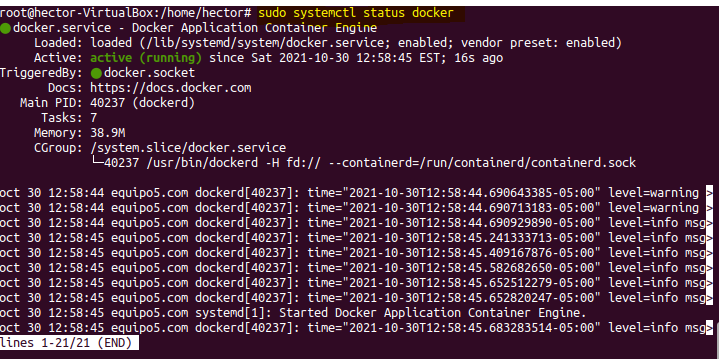 root@hector-VirtualBox:/home/hector# sudo systemctl status docker
● docker.service - Docker Application Container Engine
     Loaded: loaded (/lib/systemd/system/docker.service; enabled; vendor preset: enabled)
     Active: active (running) since Sat 2021-10-30 12:58:45 EST; 16s ago
TriggeredBy: ● docker.socket
       Docs: https://docs.docker.com
   Main PID: 40237 (dockerd)
      Tasks: 7
     Memory: 38.9M
     CGroup: /system.slice/docker.service
             └─40237 /usr/bin/dockerd -H fd:// --containerd=/run/containerd/containerd.sock
oct 30 12:58:44 equipo5.com dockerd[40237]: time="2021-10-30T12:58:44.690643385-05:00" level=warning >
oct 30 12:58:44 equipo5.com dockerd[40237]: time="2021-10-30T12:58:44.690713183-05:00" level=warning >
oct 30 12:58:44 equipo5.com dockerd[40237]: time="2021-10-30T12:58:44.690929890-05:00" level=info msg>
oct 30 12:58:45 equipo5.com dockerd[40237]: time="2021-10-30T12:58:45.241333713-05:00" level=info msg>
oct 30 12:58:45 equipo5.com dockerd[40237]: time="2021-10-30T12:58:45.409167876-05:00" level=info msg>
oct 30 12:58:45 equipo5.com dockerd[40237]: time="2021-10-30T12:58:45.582682650-05:00" level=info msg>
oct 30 12:58:45 equipo5.com dockerd[40237]: time="2021-10-30T12:58:45.652512279-05:00" level=info msg>
oct 30 12:58:45 equipo5.com dockerd[40237]: time="2021-10-30T12:58:45.652820247-05:00" level=info msg>
oct 30 12:58:45 equipo5.com systemd[1]: Started Docker Application Container Engine.
oct 30 12:58:45 equipo5.com dockerd[40237]: time="2021-10-30T12:58:45.683283514-05:00" level=info msg>
lines 1-21/21 (END)